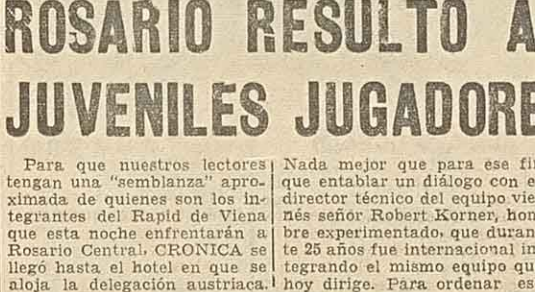 ROSARIO RESULTO A
JUVENILES JUGADORE
Para que nuestros lectores
tengan una "semblanza" apro-
ximada de quienes son los in-
tegrantes del Rapid de Viena
que esta noche enfrentarán a
Rosario Central, CRONICA se
llegó hasta el hotel en que se
aloja la delegación austríaca.
Nada mejor que para ese fi
que entablar un diálogo con e
director técnico del equipo vie
nés señor Robert Korner, hom
bre experimentado, que duran
te 25 años fue internacional in
tegrando el mismo equipo qu
hoy dirige. Para ordenar es